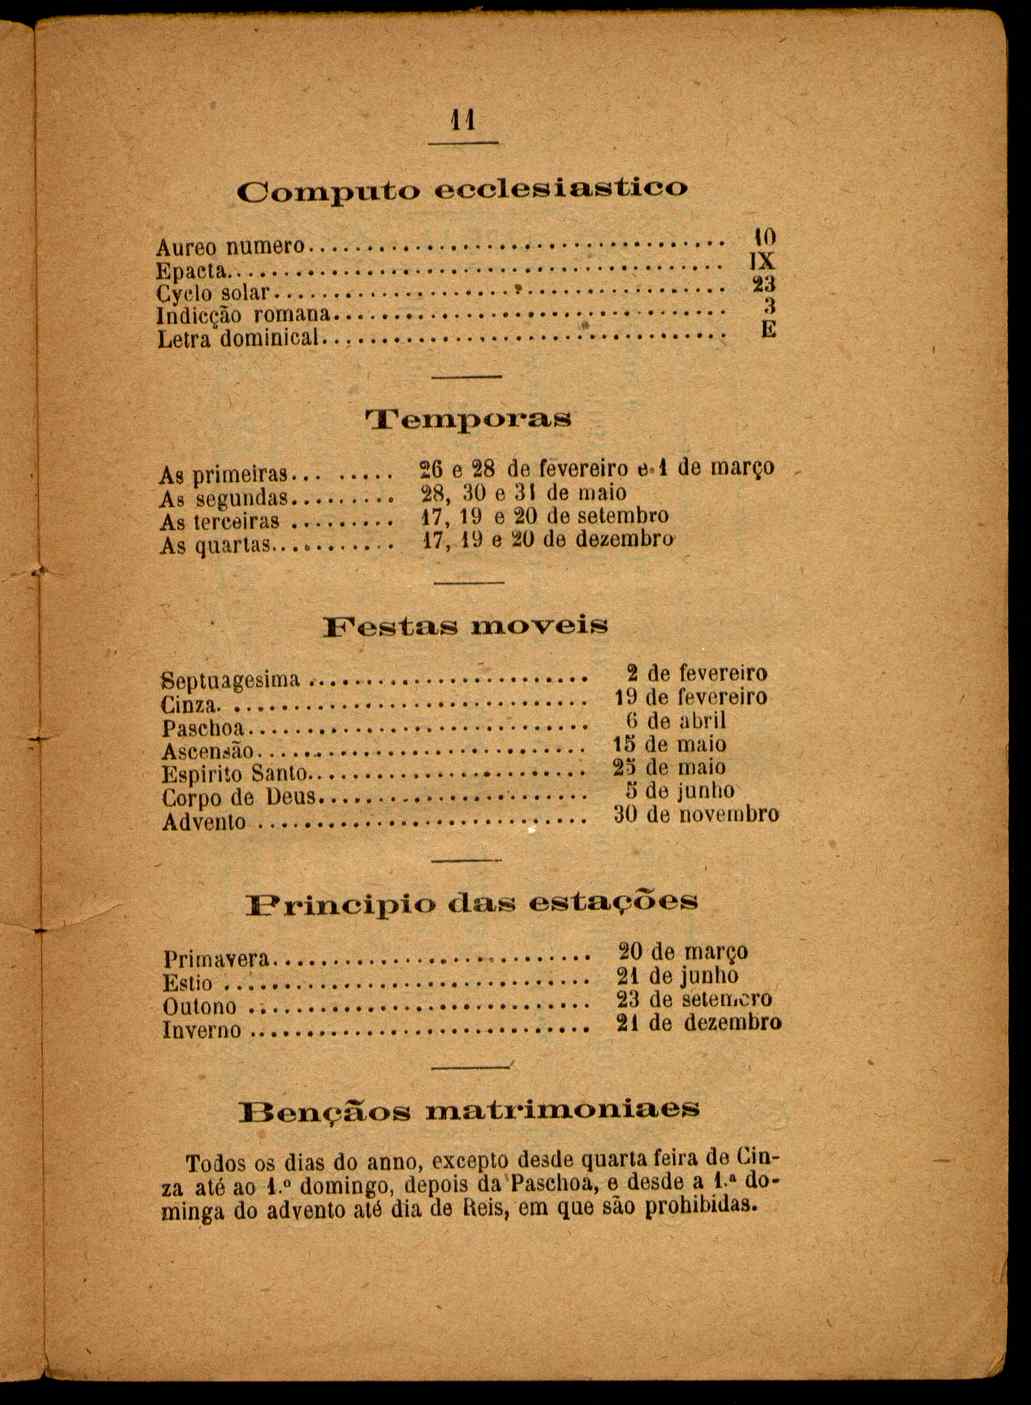 11
Computo ecclesiastico
Aureo numero.................................... 10
Epacta.......................................... IX
Cyclo solar..................................... 23
Indicção romana................................. 3
Letra dominical................................. E
Temporas
As primeiras... ..... 26 e 28 de fevereiro e 1 de março
As segundas......... 28, 30 e 31 de maio
As terceiras ......... 17, 19 e 20 de setembro
As quartas........... 17, 19 e 20 de dezembro
Festas moveis
Septuagesima ........................ 2 de fevereiro
Cinza. .............................. 19 de fevereiro
Paschoa............................. 6 de abril
Ascensão............................ 15 de maio
Espirito Santo........................ 25 de maio
Corpo de Deus....................... 5 de junho
Advento ............................ 30 de novembro
Principio das estações
Primavera........................... 20 de março
Estio ............................... 21 de junho
Outono ............................. 23 de setemcro
Inverno ............................. 21 de dezembro
Bençãos matrimoniaes
Todos os dias do anno, excepto desde quarta feira de Cin-
za até ao 1.º domingo, depois da Paschoa, e desde a 1.ª do-
minga do advento até dia de Reis, em que são prohibidas.